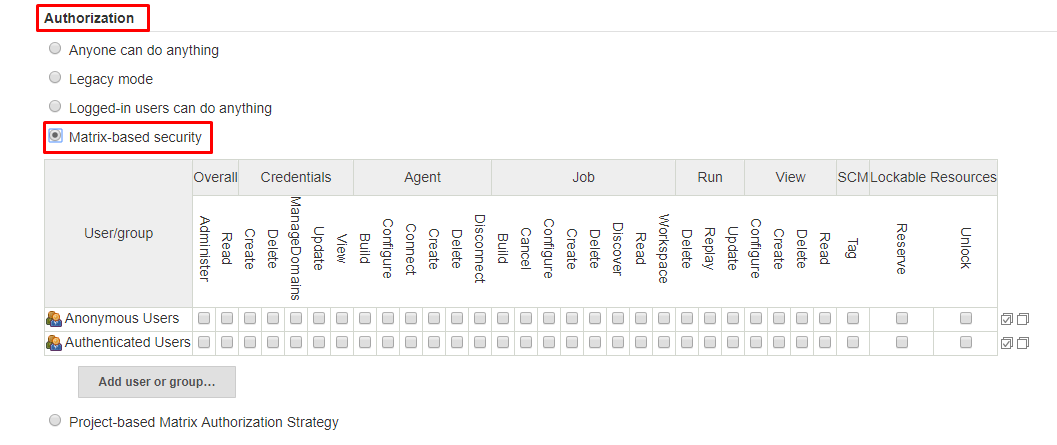 Authorization
Anyone can do anything
Legacy mode
Logged-in users can do anything
Matrix-based security
User/group Overall Credentials Agent Job Run View SCM Lockable Resources
Administer Read Create Delete ManageDomains Update View Build Configure Connect Create Delete Disconnect Build Cancel Configure Create Delete Discover Read Workspace Delete Replay Update Configure Create Delete Read Tag Reserve Unlock
Anonymous Users
Authenticated Users
Add user or group...
Project-based Matrix Authorization Strategy